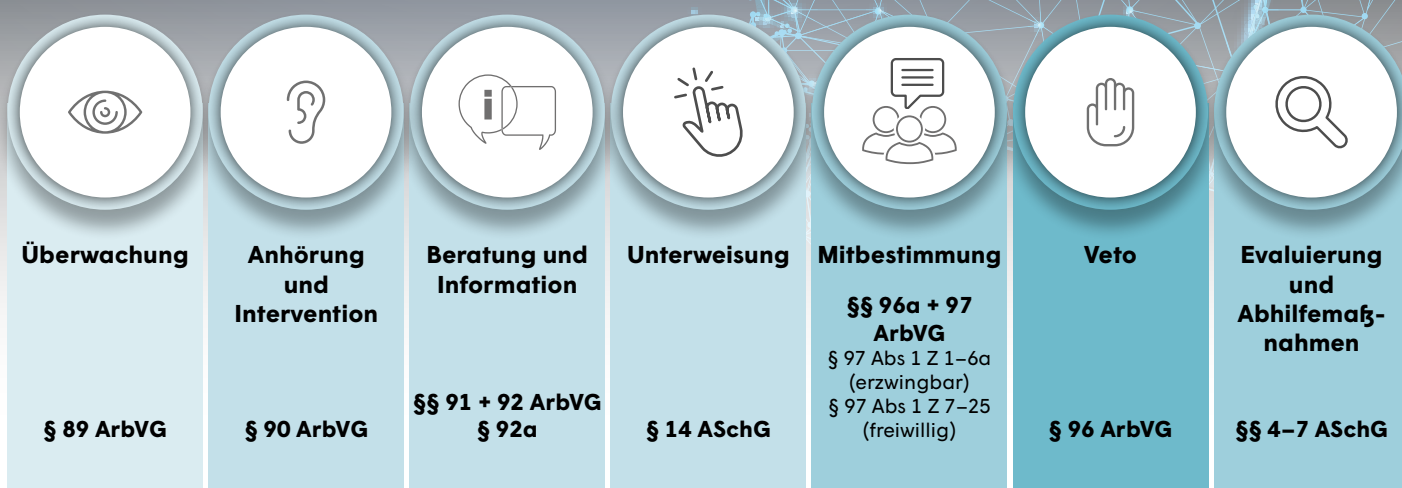 i
Überwachung
§ 89 ArbVG
Anhörung
und
Intervention
§ 90 ArbVG
Beratung und
Information
§§ 91 + 92 ArbVG
§ 92a
Unterweisung
§ 14 ASchG
Mitbestimmung
§§ 96a + 97
ArbVG
§ 97 Abs 1 Z 1–6a
(erzwingbar)
§ 97 Abs 1 Z 7–25
(freiwillig)
Veto
§ 96 ArbVG
Evaluierung
und
Abhilfemaß-
nahmen
§§ 4–7 ASchG